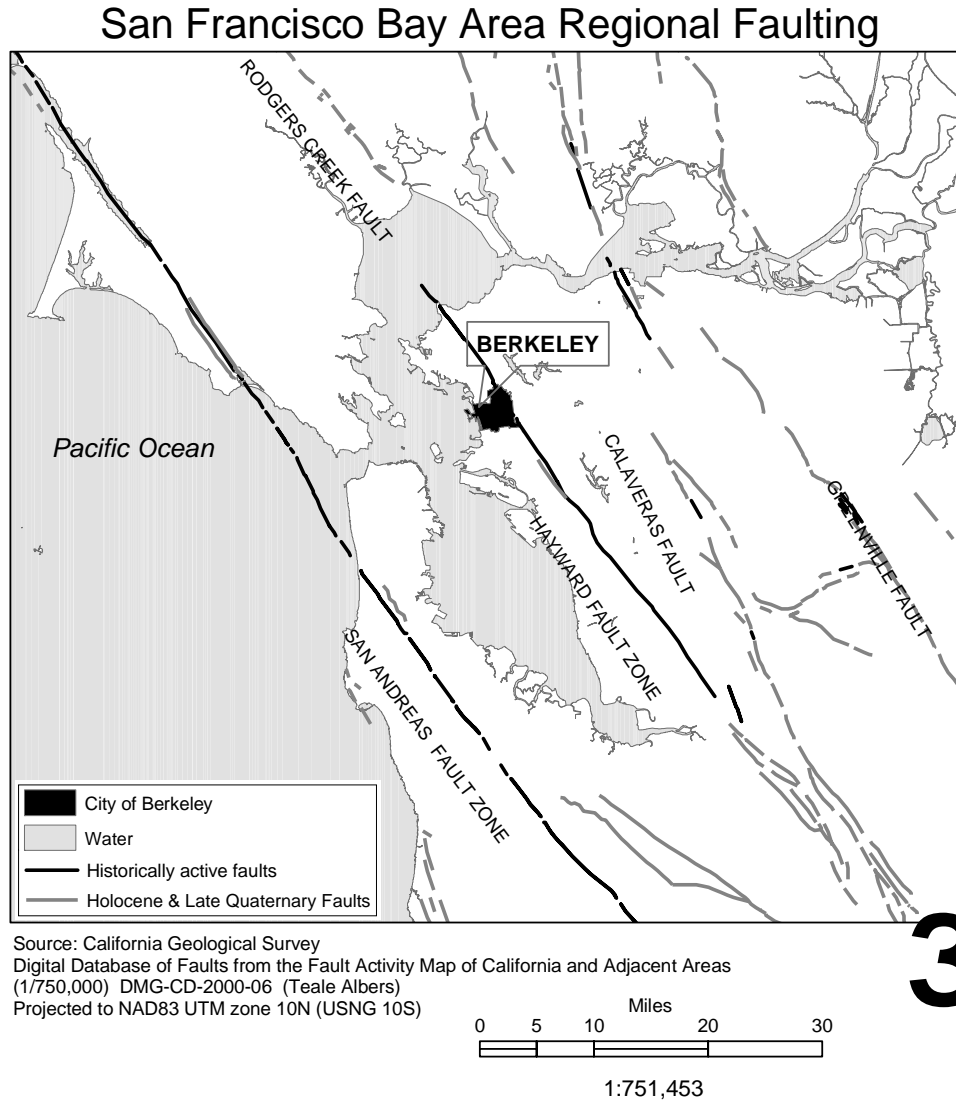 San Francisco Bay Area Regional Faulting
RODGERS CREEK FAULT
BERKELEY
Pacific Ocean
CALAVERAS FAULT
GREENVILLE FAULT
HAYWARD FAULT ZONE
SAN ANDREAS FAULT ZONE
City of Berkeley
Water
Historically active faults
Holocene & Late Quaternary Faults
3
Source: California Geological Survey
Digital Database of Faults from the Fault Activity Map of California and Adjacent Areas
(1/750,000) DMG-CD-2000-06 (Teale Albers)
Projected to NAD83 UTM zone 10N (USNG 10S)
Miles
0 5 10 20 30
1:751,453